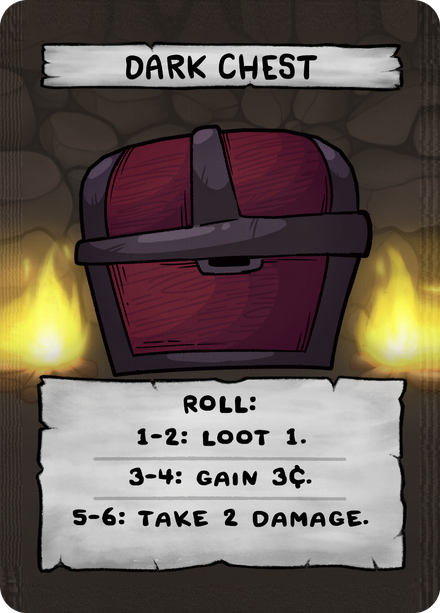 DARK CHEST
ROLL:
1-2: LOOT 1.
3-4: GAIN 3¢.
5-6: TAKE 2 DAMAGE.